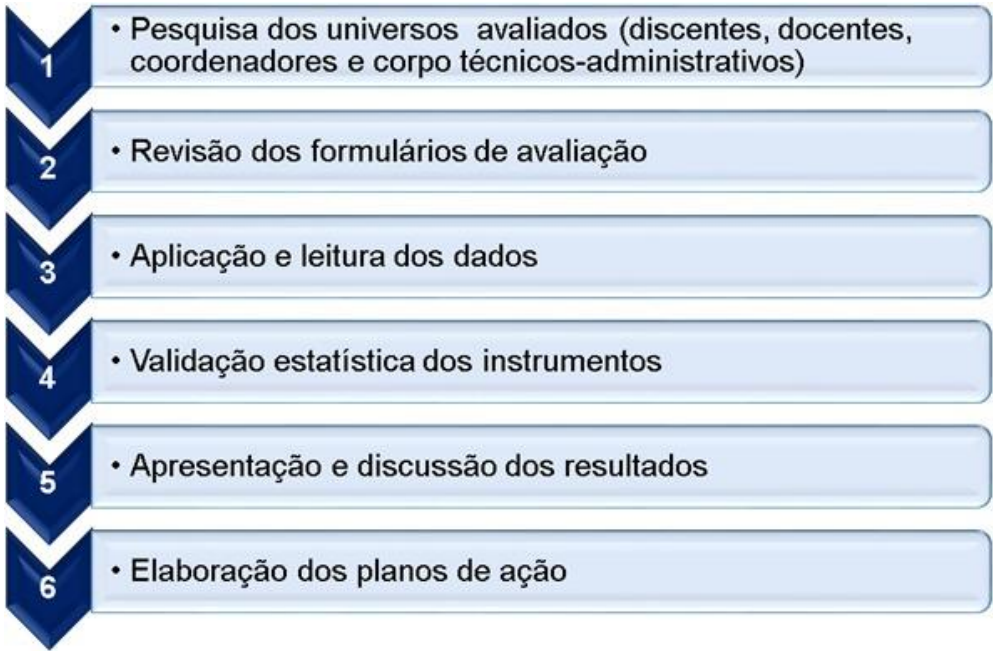 1
• Pesquisa dos universos avaliados (discentes, docentes,
coordenadores e corpo técnicos-administrativos)
2
• Revisão dos formulários de avaliação
3
• Aplicação e leitura dos dados
4
• Validação estatística dos instrumentos
5
• Apresentação e discussão dos resultados
6
• Elaboração dos planos de ação